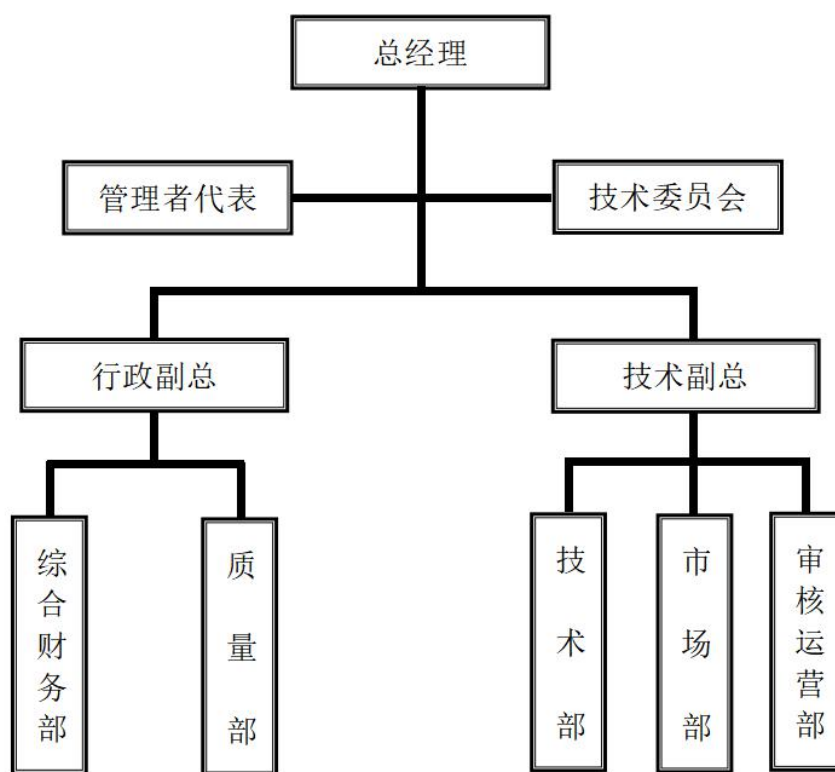 总经理
管理者代表
技术委员会
行政副总
技术副总
综合财务部
质量部
技术部
市场部
审核运营部